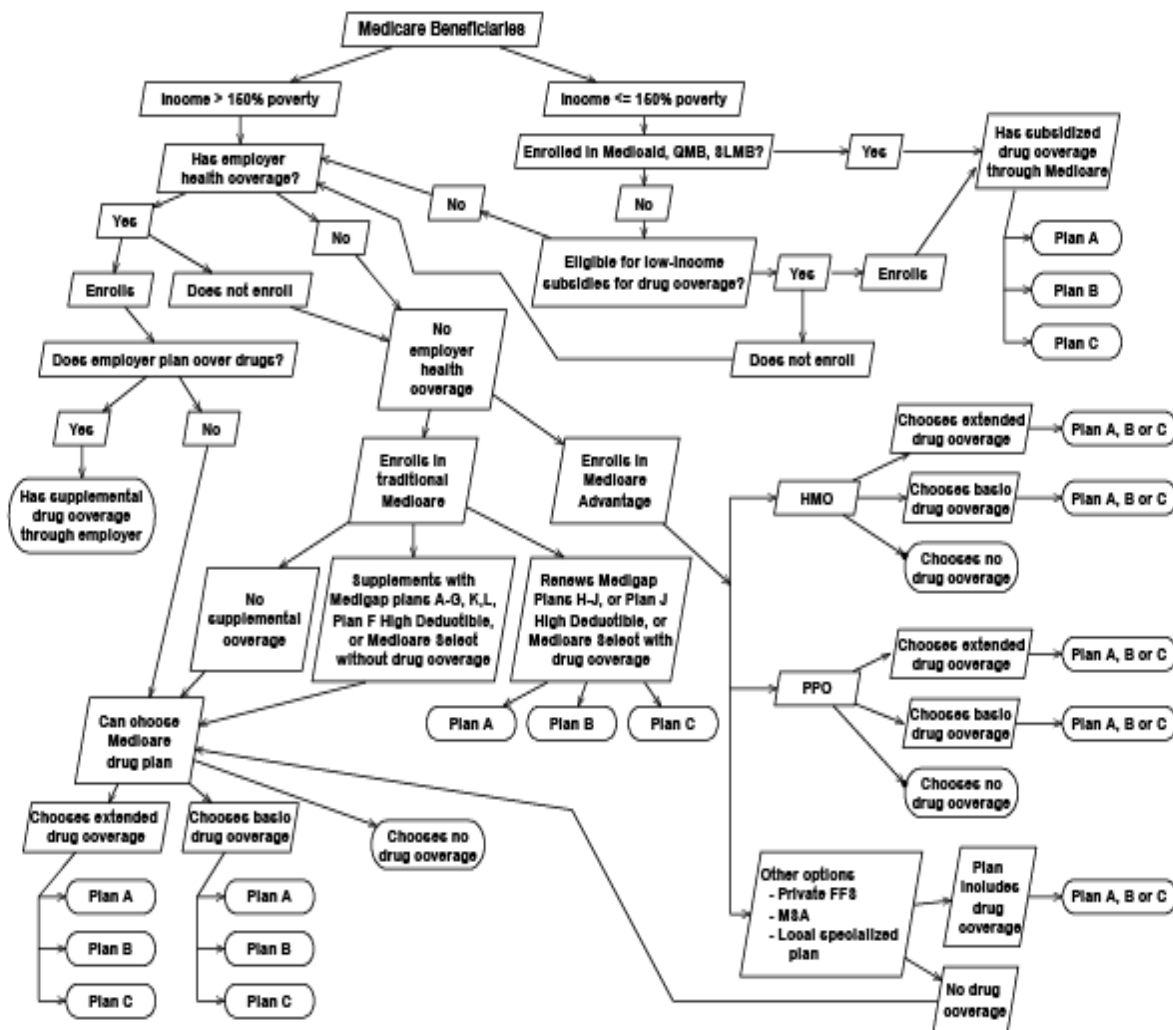 Medicare Beneficiaries
Income > 150% poverty
Income <= 150% poverty
Has employer
health coverage?
Enrolled in Medicaid, QMB, SLMB?
Yes
Has subsidized
drug coverage
through Medicare
No
No
Yes
No
Plan A
Plan B
Plan C
Eligible for low-income
subsidies for drug coverage?
Yes
Enrolls
Enrolls
Does not enroll
Does not enroll
No
employer
health
coverage
Does employer plan cover drugs?
Yes
No
Has supplemental
drug coverage
through employer
Enrolls in
traditional
Medicare
Enrolls in
Medicare
Advantage
HMO
Chooses extended
drug coverage
Plan A, B or C
Chooses basic
drug coverage
Plan A, B or C
Chooses
no drug coverage
No
supplemental
coverage
Supplements with
Medigap plans A-G, K,L,
Plan F High Deductible,
or Medicare Select
without drug coverage
Renews Medigap
Plans H-J, or Plan J
High Deductible, or
Medicare Select with
drug coverage
Plan A
Plan B
Plan C
PPO
Chooses extended
drug coverage
Plan A, B or C
Chooses basic
drug coverage
Plan A, B or C
Chooses
no drug coverage
Can choose
Medicare
drug plan
Chooses extended
drug coverage
Plan A
Plan B
Plan C
Chooses basic
drug coverage
Plan A
Plan B
Plan C
Chooses
no drug coverage
Other options
- Private FFS
- MSA
- Local specialized
plan
Plan
includes
drug
coverage
Plan A, B or C
No drug
coverage